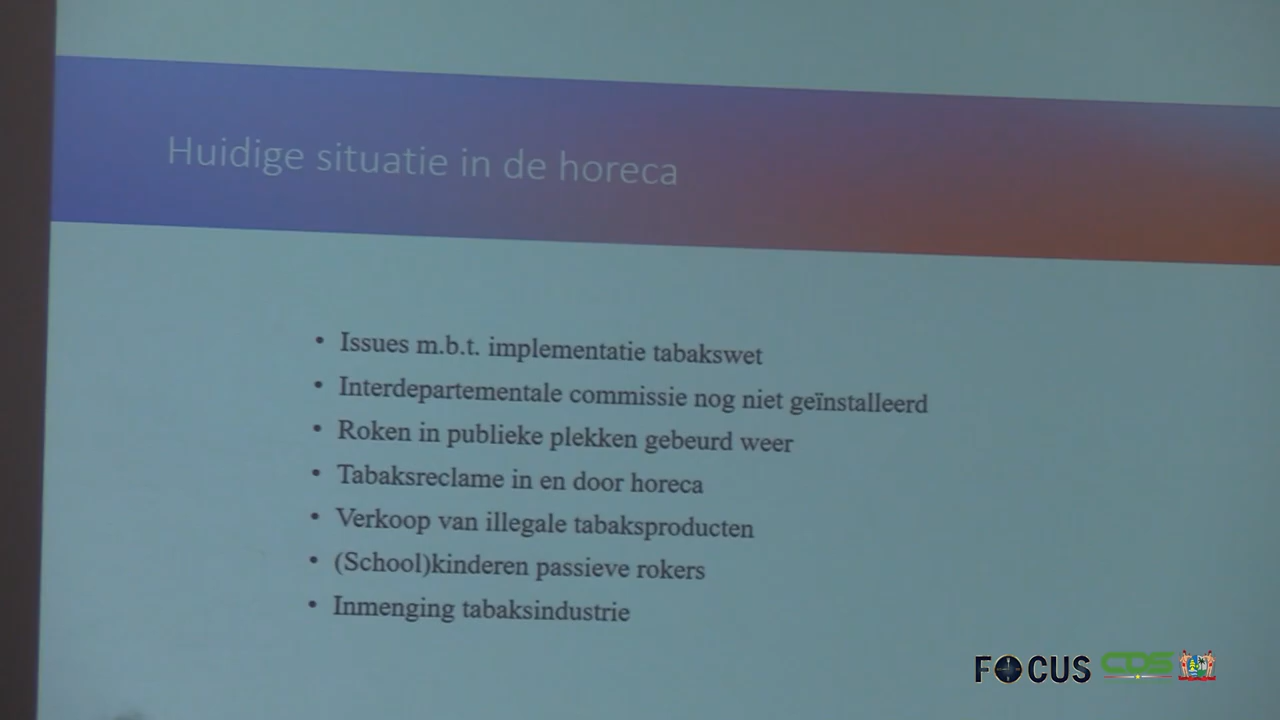 Huidige situatie in de horeca
• Issues m.b.t. implementatie tabakswet
• Interdepartementale commissie nog niet geïnstalleerd
• Roken in publieke plekken gebeurd weer
• Tabaksreclame in en door horeca
• Verkoop van illegale tabaksproducten
• (School)kinderen passieve rokers
• Inmenging tabaksindustrie
FOCUS CDS